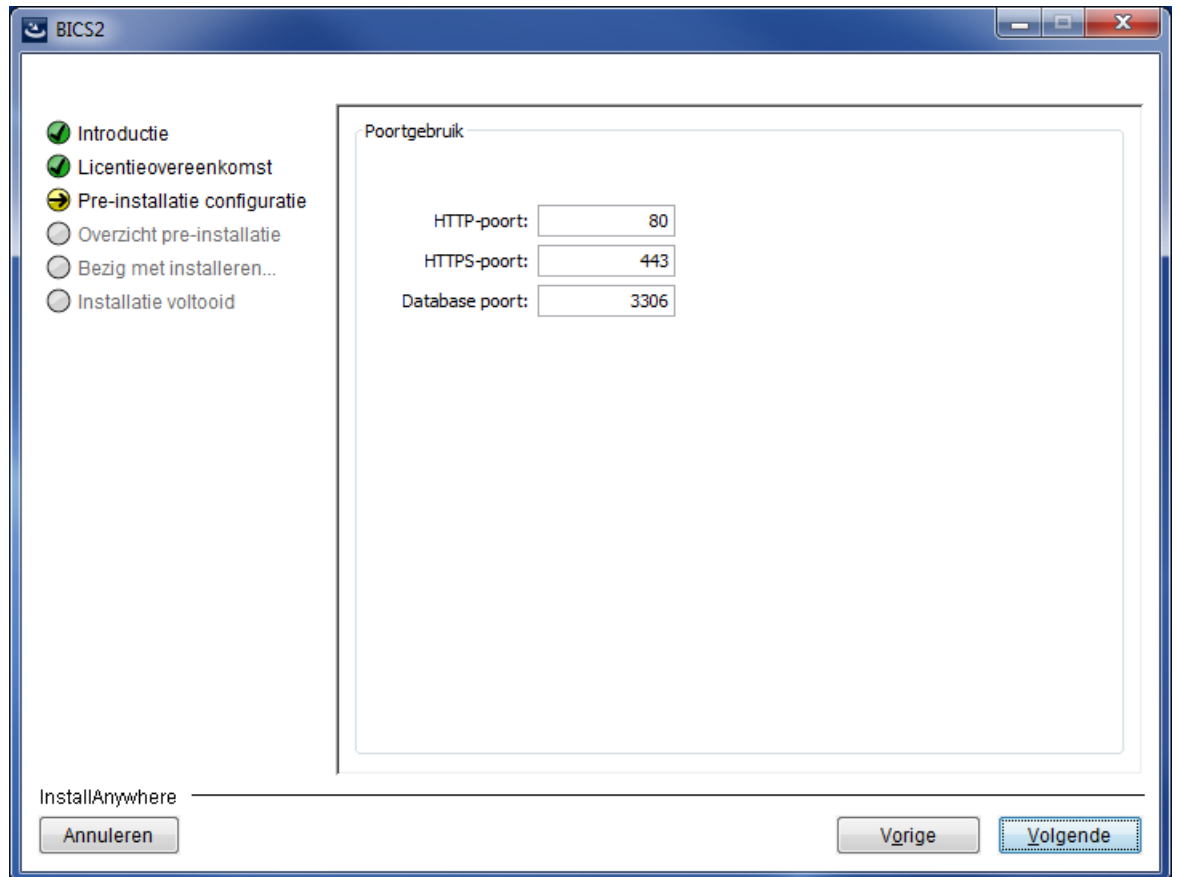 BICS2
Introductie
Licentieovereenkomst
Pre-installatie configuratie
Overzicht pre-installatie
Bezig met installeren...
Installatie voltooid
Poortgebruik
HTTP-poort: 80
HTTPS-poort: 443
Database poort: 3306
InstallAnywhere
Annuleren
Vorige
Volgende